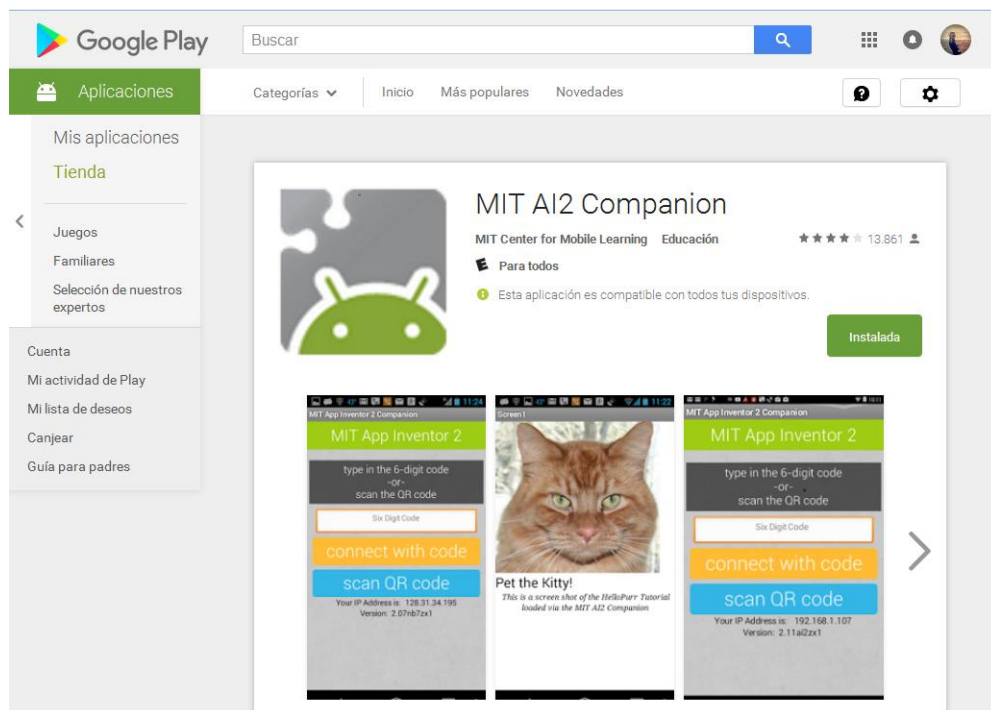 Google Play
Buscar
Aplicaciones
Categorías
Inicio
Más populares
Novedades
Mis aplicaciones
Tienda
Juegos
Familiares
Selección de nuestros
expertos
Cuenta
Mi actividad de Play
Mi lista de deseos
Canjear
Guía para padres
MIT AI2 Companion
MIT Center for Mobile Learning Educación 13.861
E Para todos
Esta aplicación es compatible con todos tus dispositivos.
Instalada
11:24
MIT App Inventor 2 Companion
MIT App Inventor 2
type in the 6-digit code
-or-
scan the QR code
Six Digit Code
connect with code
scan QR code
Your IP Address is: 128.31.34.195
Version: 2.07nb7zx1
11:22
Screen1
Pet the Kitty!
This is a screen shot of the HelloPurr Tutorial
loaded via the MIT AI2 Companion
MIT App Inventor 2 Companion
MIT App Inventor 2
type in the 6-digit code
-or-
scan the QR code
Six Digit Code
connect with code
scan QR code
Your IP Address is: 192.168.1.107
Version: 2.11ai2zx1